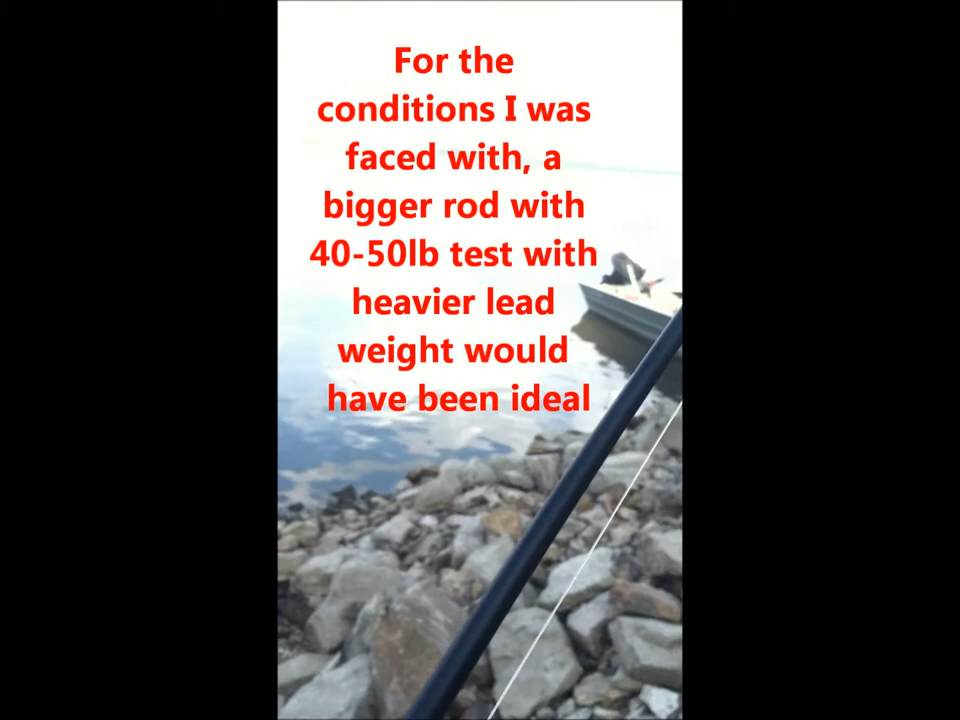 For the
conditions I was
faced with, a
bigger rod with
40-50lb test with
heavier lead
weight would
have been ideal